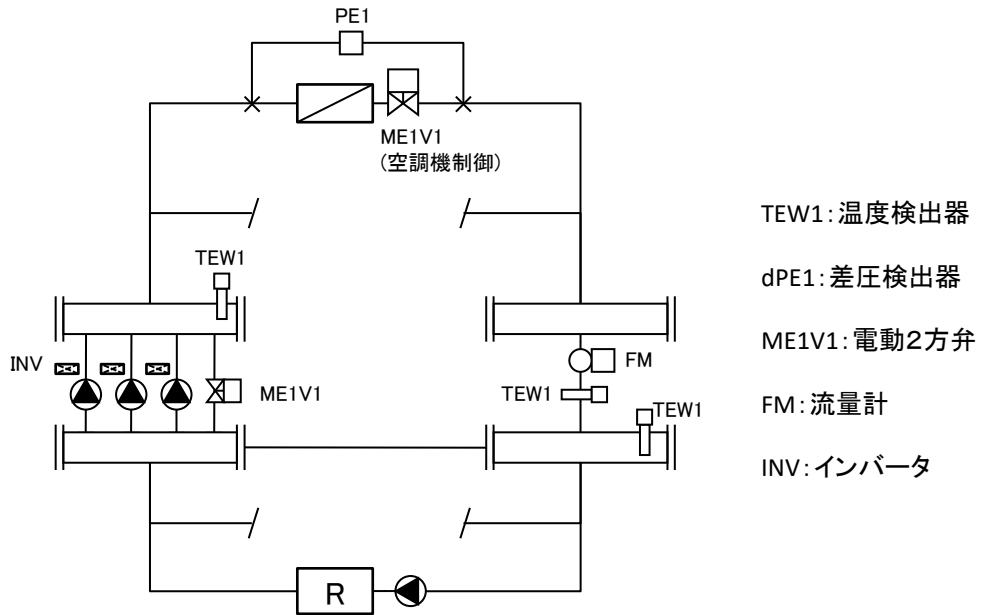 PE1
ME1V1
(空調機制御)
TEW1
INV
ME1V1
FM
TEW1
TEW1
R
TEW1:温度検出器
dPE1:差圧検出器
ME1V1:電動2方弁
FM:流量計
INV:インバータ